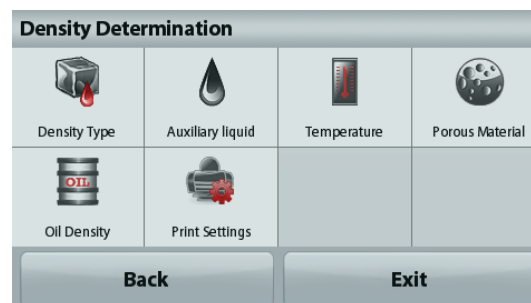 Density Determination
Density Type
Auxiliary liquid
Temperature
Porous Material
OIL
Oil Density
Print Settings
Back
Exit